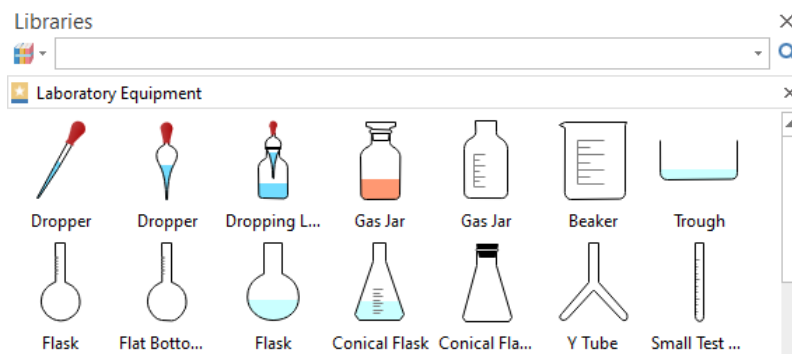 Libraries
Laboratory Equipment
Dropper Dropper Dropping L... Gas Jar Gas Jar Beaker Trough
Flask Flat Botto... Flask Conical Flask Conical Fla... Y Tube Small Test ...